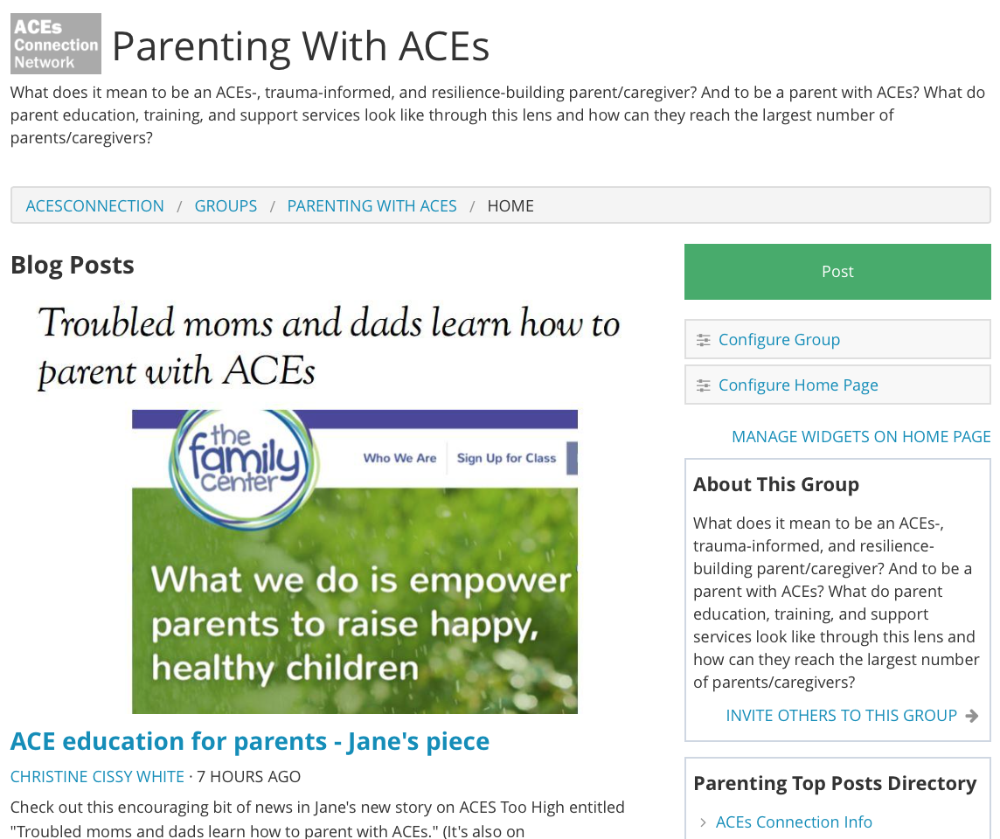 ACEs
Connection
Network
Parenting With ACEs
What does it mean to be an ACEs-, trauma-informed, and resilience-building parent/caregiver? And to be a parent with ACEs? What do
parent education, training, and support services look like through this lens and how can they reach the largest number of
parents/caregivers?
ACESCONNECTION / GROUPS / PARENTING WITH ACES / HOME
Blog Posts
Troubled moms and dads learn how to
parent with ACEs
the
family
center
Who We Are
Sign Up for Class
What we do is empower
parents to raise happy,
healthy children
ACE education for parents - Jane's piece
CHRISTINE CISSY WHITE · 7 HOURS AGO
Check out this encouraging bit of news in Jane's new story on ACES Too High entitled
"Troubled moms and dads learn how to parent with ACEs." (It's also on
Post
Configure Group
Configure Home Page
MANAGE WIDGETS ON HOME PAGE
About This Group
What does it mean to be an ACEs-,
trauma-informed, and resilience-
building parent/caregiver? And to be a
parent with ACEs? What do parent
education, training, and support
services look like through this lens and
how can they reach the largest number
of parents/caregivers?
INVITE OTHERS TO THIS GROUP
Parenting Top Posts Directory
ACEs Connection Info